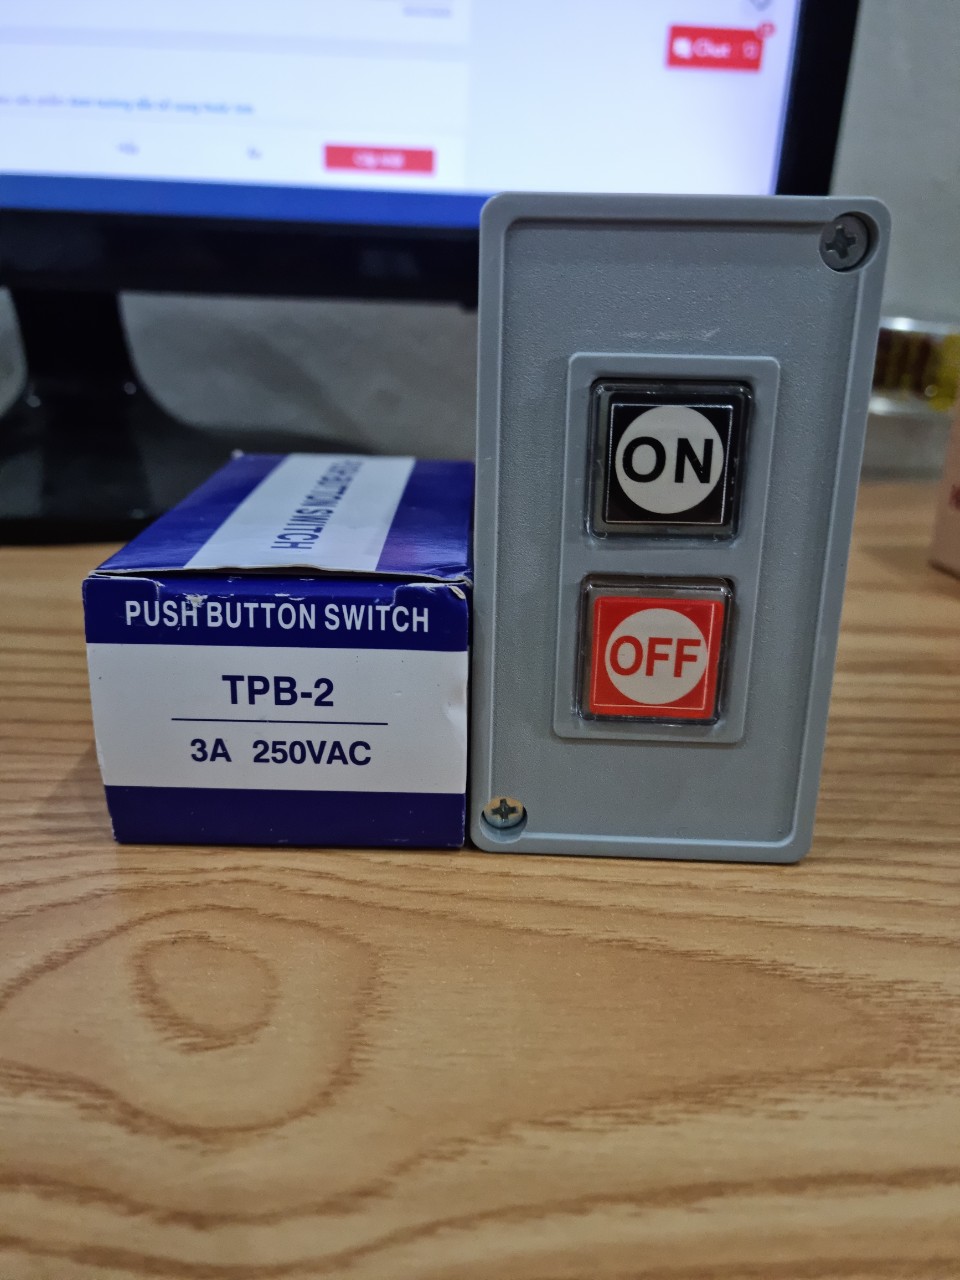 Chat
PUSH BUTTON SWITCH
PUSH BUTTON SWITCH
TPB-2
3A 250VAC
ON
OFF